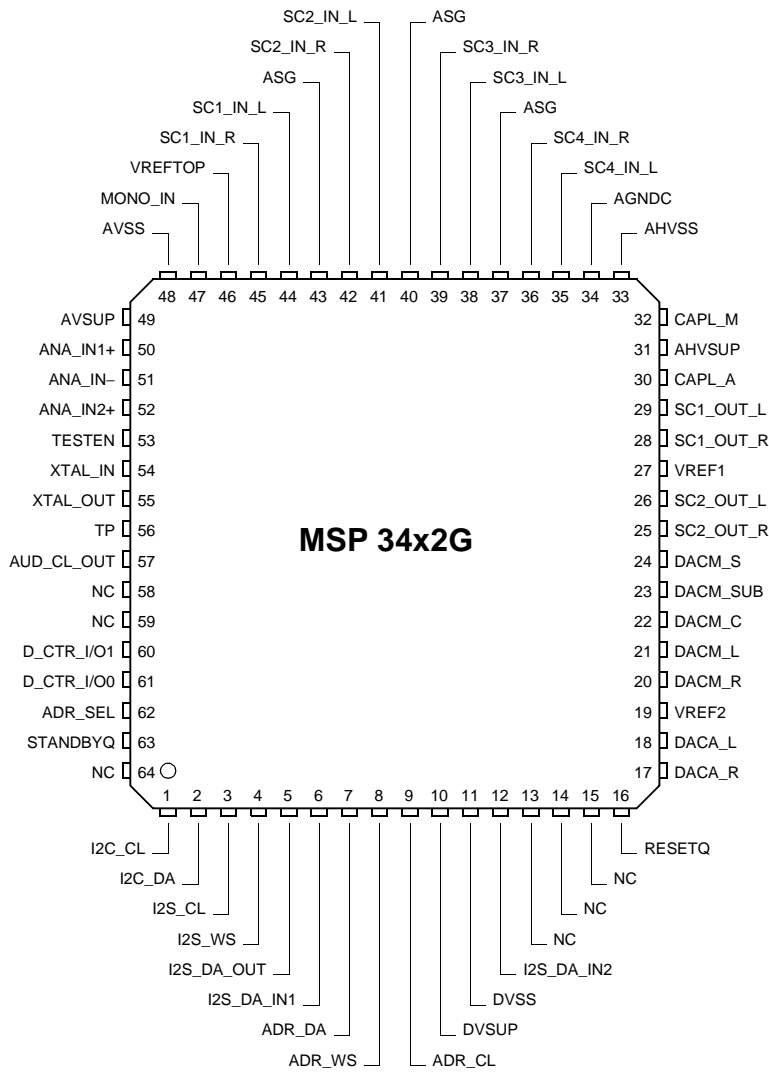 SC2_IN_L ASG
SC2_IN_R SC3_IN_R
ASG SC3_IN_L
SC1_IN_L ASG
SC1_IN_R SC4_IN_R
VREFTOP SC4_IN_L
MONO_IN AGNDC
AVSS AHVSS
48 47 46 45 44 43 42 41 40 39 38 37 36 35 34 33
AVSUP 49 32 CAPL_M
ANA_IN1+ 50 31 AHVSUP
ANA_IN− 51 30 CAPL_A
ANA_IN2+ 52 29 SC1_OUT_L
TESTEN 53 28 SC1_OUT_R
XTAL_IN 54 27 VREF1
XTAL_OUT 55 26 SC2_OUT_L
TP 56 25 SC2_OUT_R
MSP 34x2G
AUD_CL_OUT 57 24 DACM_S
NC 58 23 DACM_SUB
NC 59 22 DACM_C
D_CTR_I/O1 60 21 DACM_L
D_CTR_I/O0 61 20 DACM_R
ADR_SEL 62 19 VREF2
STANDBYQ 63 18 DACA_L
NC 64 17 DACA_R
1 2 3 4 5 6 7 8 9 10 11 12 13 14 15 16
I2C_CL RESETQ
I2C_DA NC
I2S_CL NC
I2S_WS NC
I2S_DA_OUT I2S_DA_IN2
I2S_DA_IN1 DVSS
ADR_DA DVSUP
ADR_WS ADR_CL